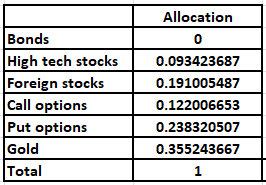 Allocation
Bonds 0
High tech stocks 0.093423687
Foreign stocks 0.191005487
Call options 0.122006653
Put options 0.238320507
Gold 0.355243667
Total 1